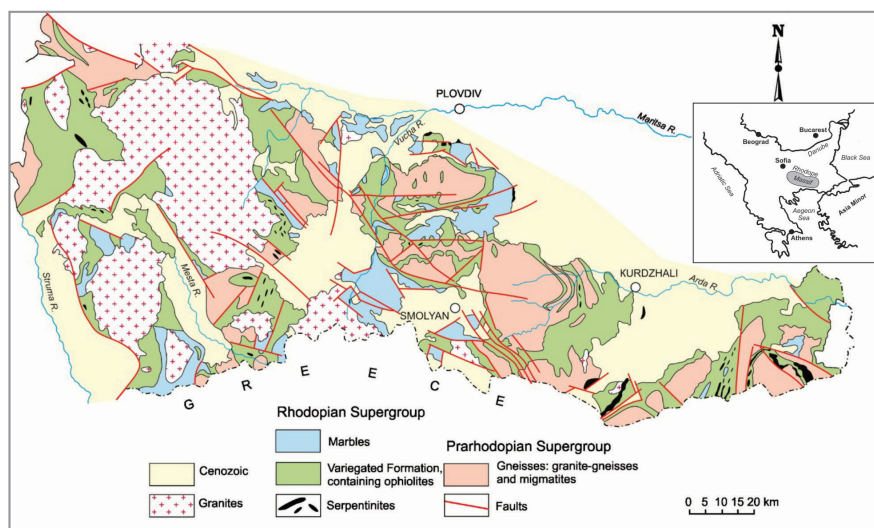 N
PLOVDIV
Maritsa R.
Vucha R.
Beograd
Bucarest
Danube
Sofia
Black Sea
Rhodope
Massif
Adriatic Sea
Aegeon
Sea
Asia Minor
Athens
Struma R.
Mesta R.
SMOLYAN
KURDZHALI
Arda R.
G R E E C E
Rhodopian Supergroup
Marbles
Prarhodopian Supergroup
Cenozoic
Variegated Formation,
containing ophiolites
Gneisses: granite-gneisses
and migmatites
Granites
Serpentinites
Faults
0 5 10 15 20 km